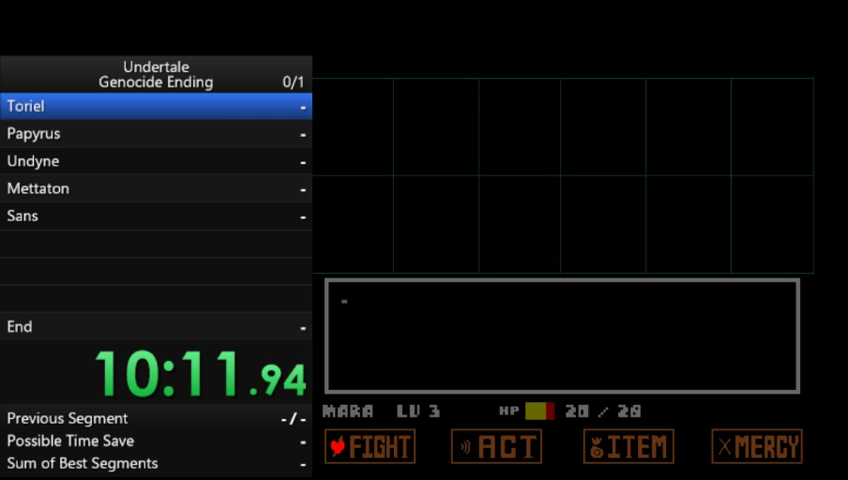 Undertale
Genocide Ending 0/1
Toriel -
Papyrus -
Undyne -
Mettaton -
Sans -
End -
10:11.94
Previous Segment -/-
Possible Time Save -
Sum of Best Segments -
*
MARA LV 3 HP 20 / 28
FIGHT ACT ITEM MERCY